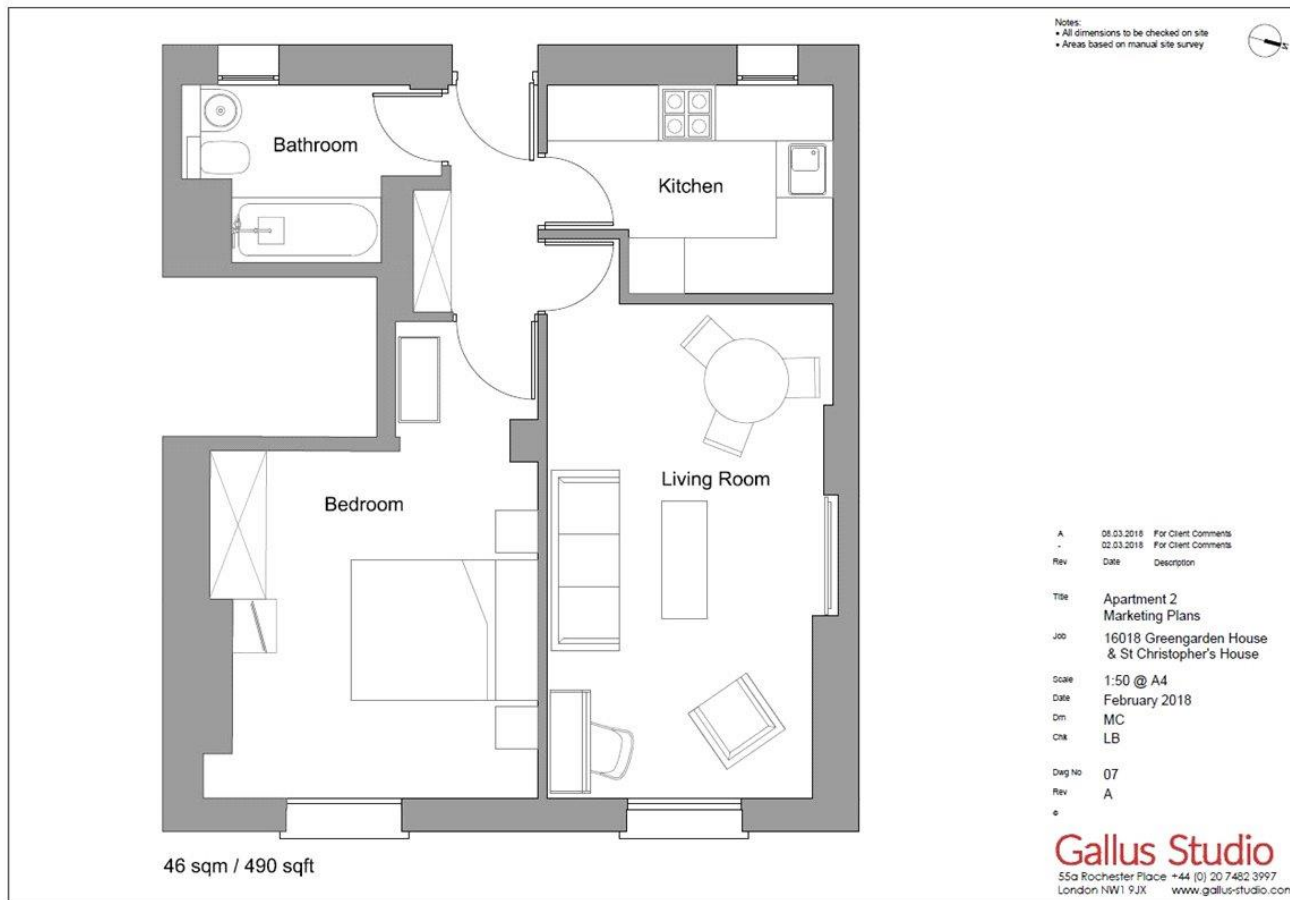 Notes:
• All dimensions to be checked on site
• Areas based on manual site survey
N
Bathroom
Kitchen
Living Room
Bedroom
46 sqm / 490 sqft
A 08.03.2018 For Client Comments
- 02.03.2018 For Client Comments
Rev Date Description
Title Apartment 2
Marketing Plans
Job 16018 Greengarden House
& St Christopher's House
Scale 1:50 @ A4
Date February 2018
Drn MC
Chk LB
Dwg No 07
Rev A
©
Gallus Studio
55a Rochester Place +44 (0) 20 7482 3997
London NW1 9JX www.gallus-studio.com